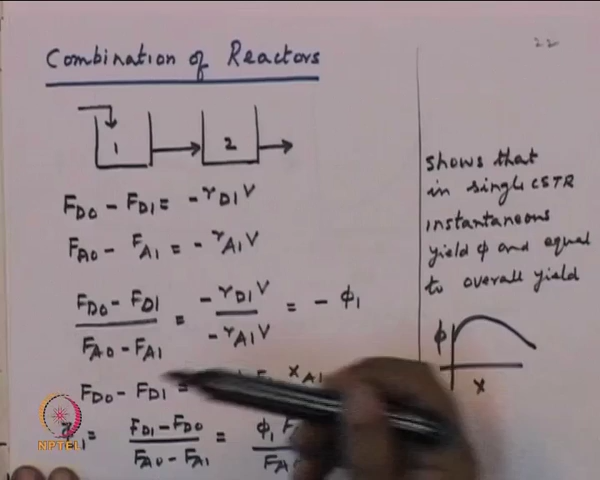 22
Combination of Reactors
1 2
F_D0 - F_D1 = - r_D1 V
F_A0 - F_A1 = - r_A1 V
F_D0 - F_D1 / F_A0 - F_A1 = - r_D1 V / - r_A1 V = - ϕ_1
F_D0 - F_D1 = X_A1
F_D1 - F_D0 / F_A0 - F_A1 = ϕ_1 F / F_A
shows that
in single CSTR
instantaneous
yield ϕ and equal
to overall yield
ϕ
X
NPTEL